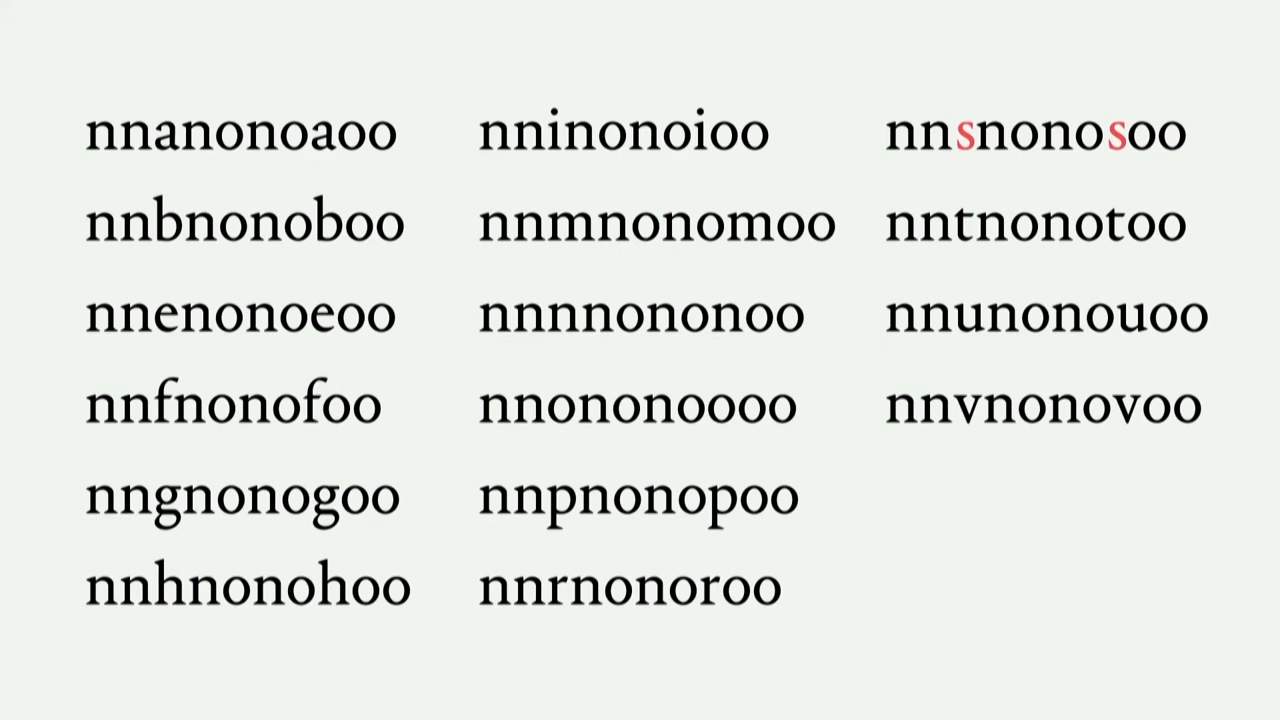 nnanonoaoo
nnbnonoboo
nnenonoeoo
nnfnonofoo
nngnonogoo
nnhnonohoo
nninonoioo
nnmnonomoo
nnnnononoo
nnononoooo
nnpnonopoo
nnrnonoroo
nnsnonosoo
nntnonotoo
nnunonouoo
nnvnonovoo